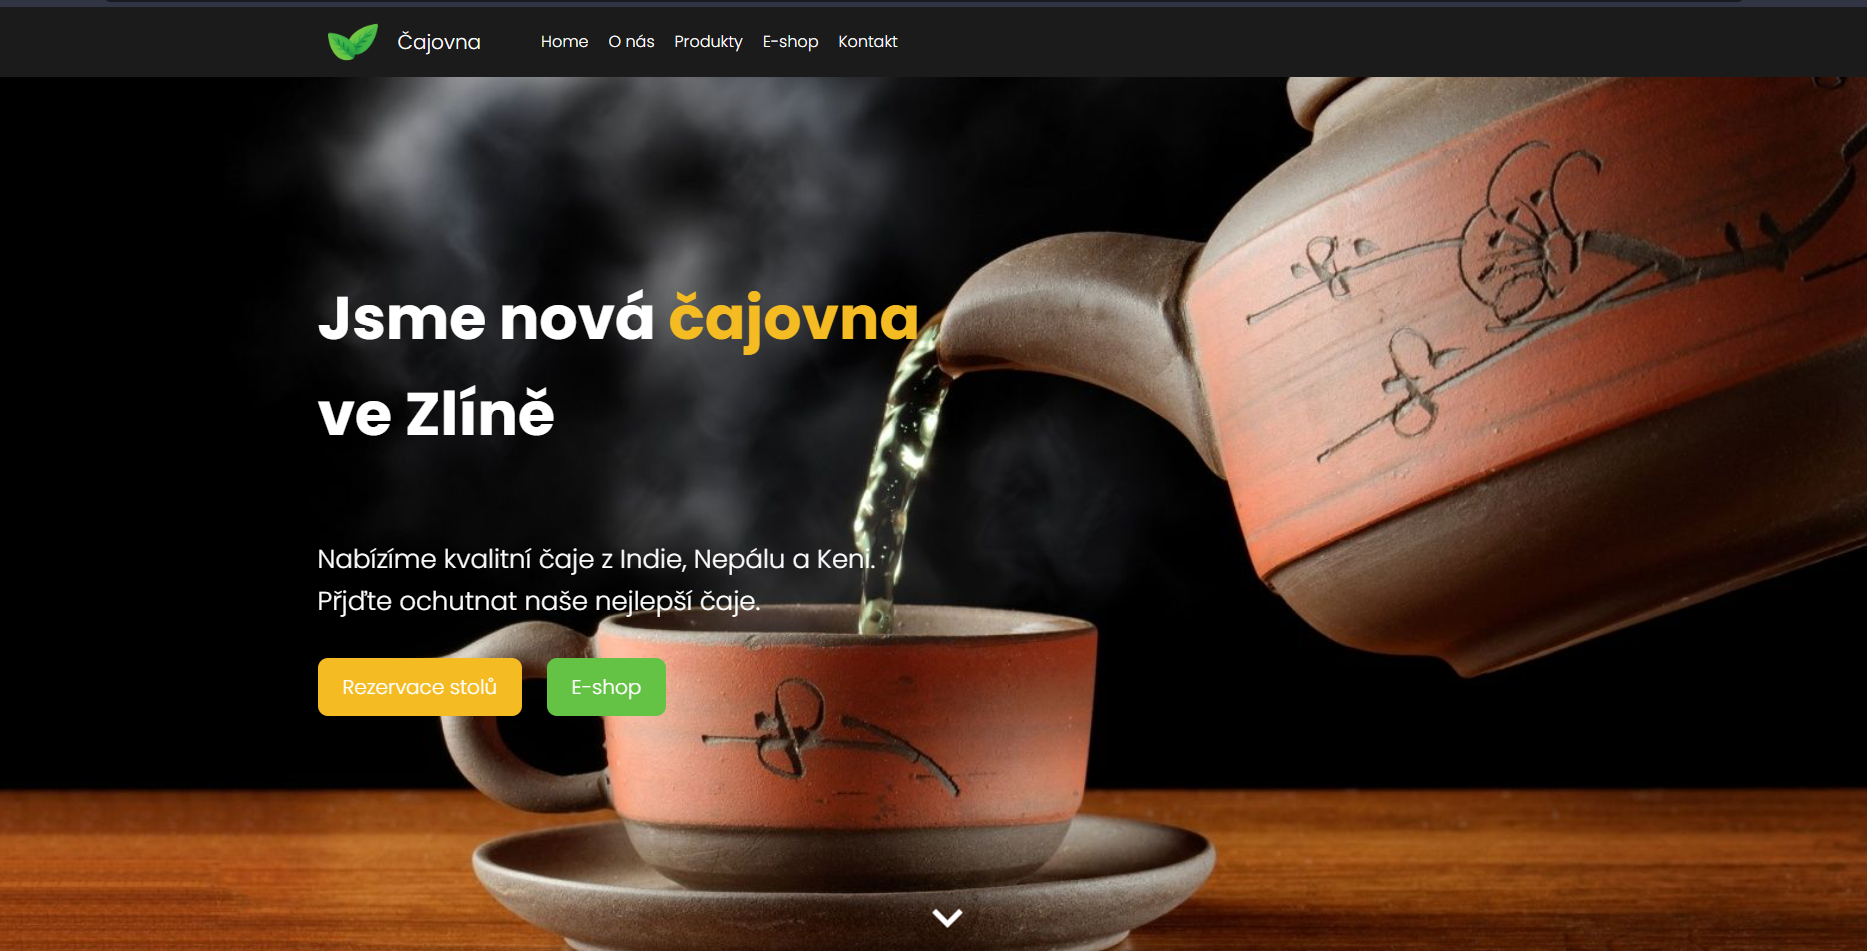 Čajovna
Home O nás Produkty E-shop Kontakt
Jsme nová čajovna
ve Zlíně
Nabízíme kvalitní čaje z Indie, Nepálu a Keni.
Přjďte ochutnat naše nejlepší čaje.
Rezervace stolů
E-shop